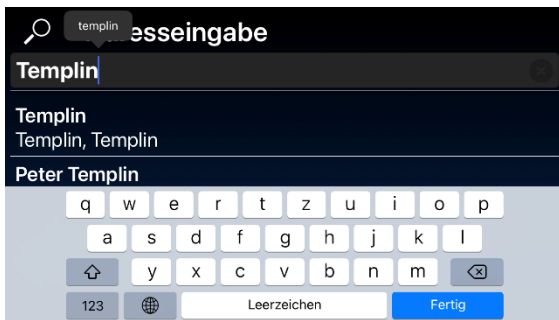 templin
esseingabe
Templin
Templin
Templin, Templin
Peter Templin
q w e r t z u i o p
a s d f g h j k l
y x c v b n m
123 Leerzeichen Fertig